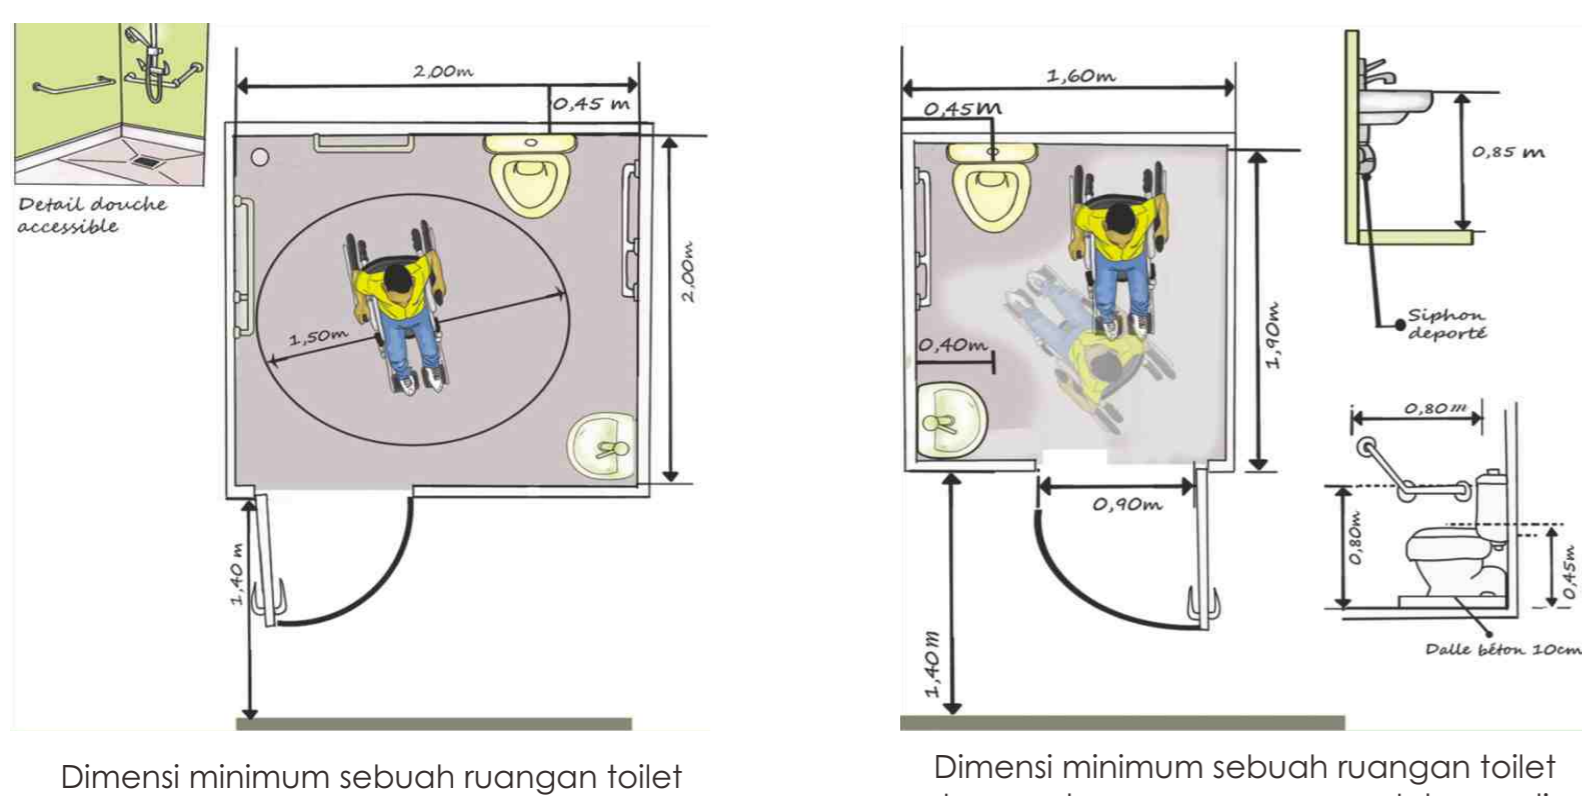 Detail douche
accessible
2,00m
0,45 m
2,00m
1,50m
1,40 m
Dimensi minimum sebuah ruangan toilet
1,60m
0,45m
0,40m
1,90m
0,90m
1,40m
0,85 m
Siphon
deporté
0,80m
0,80m
0,45m
Dalle béton 10cm
Dimensi minimum sebuah ruangan toilet